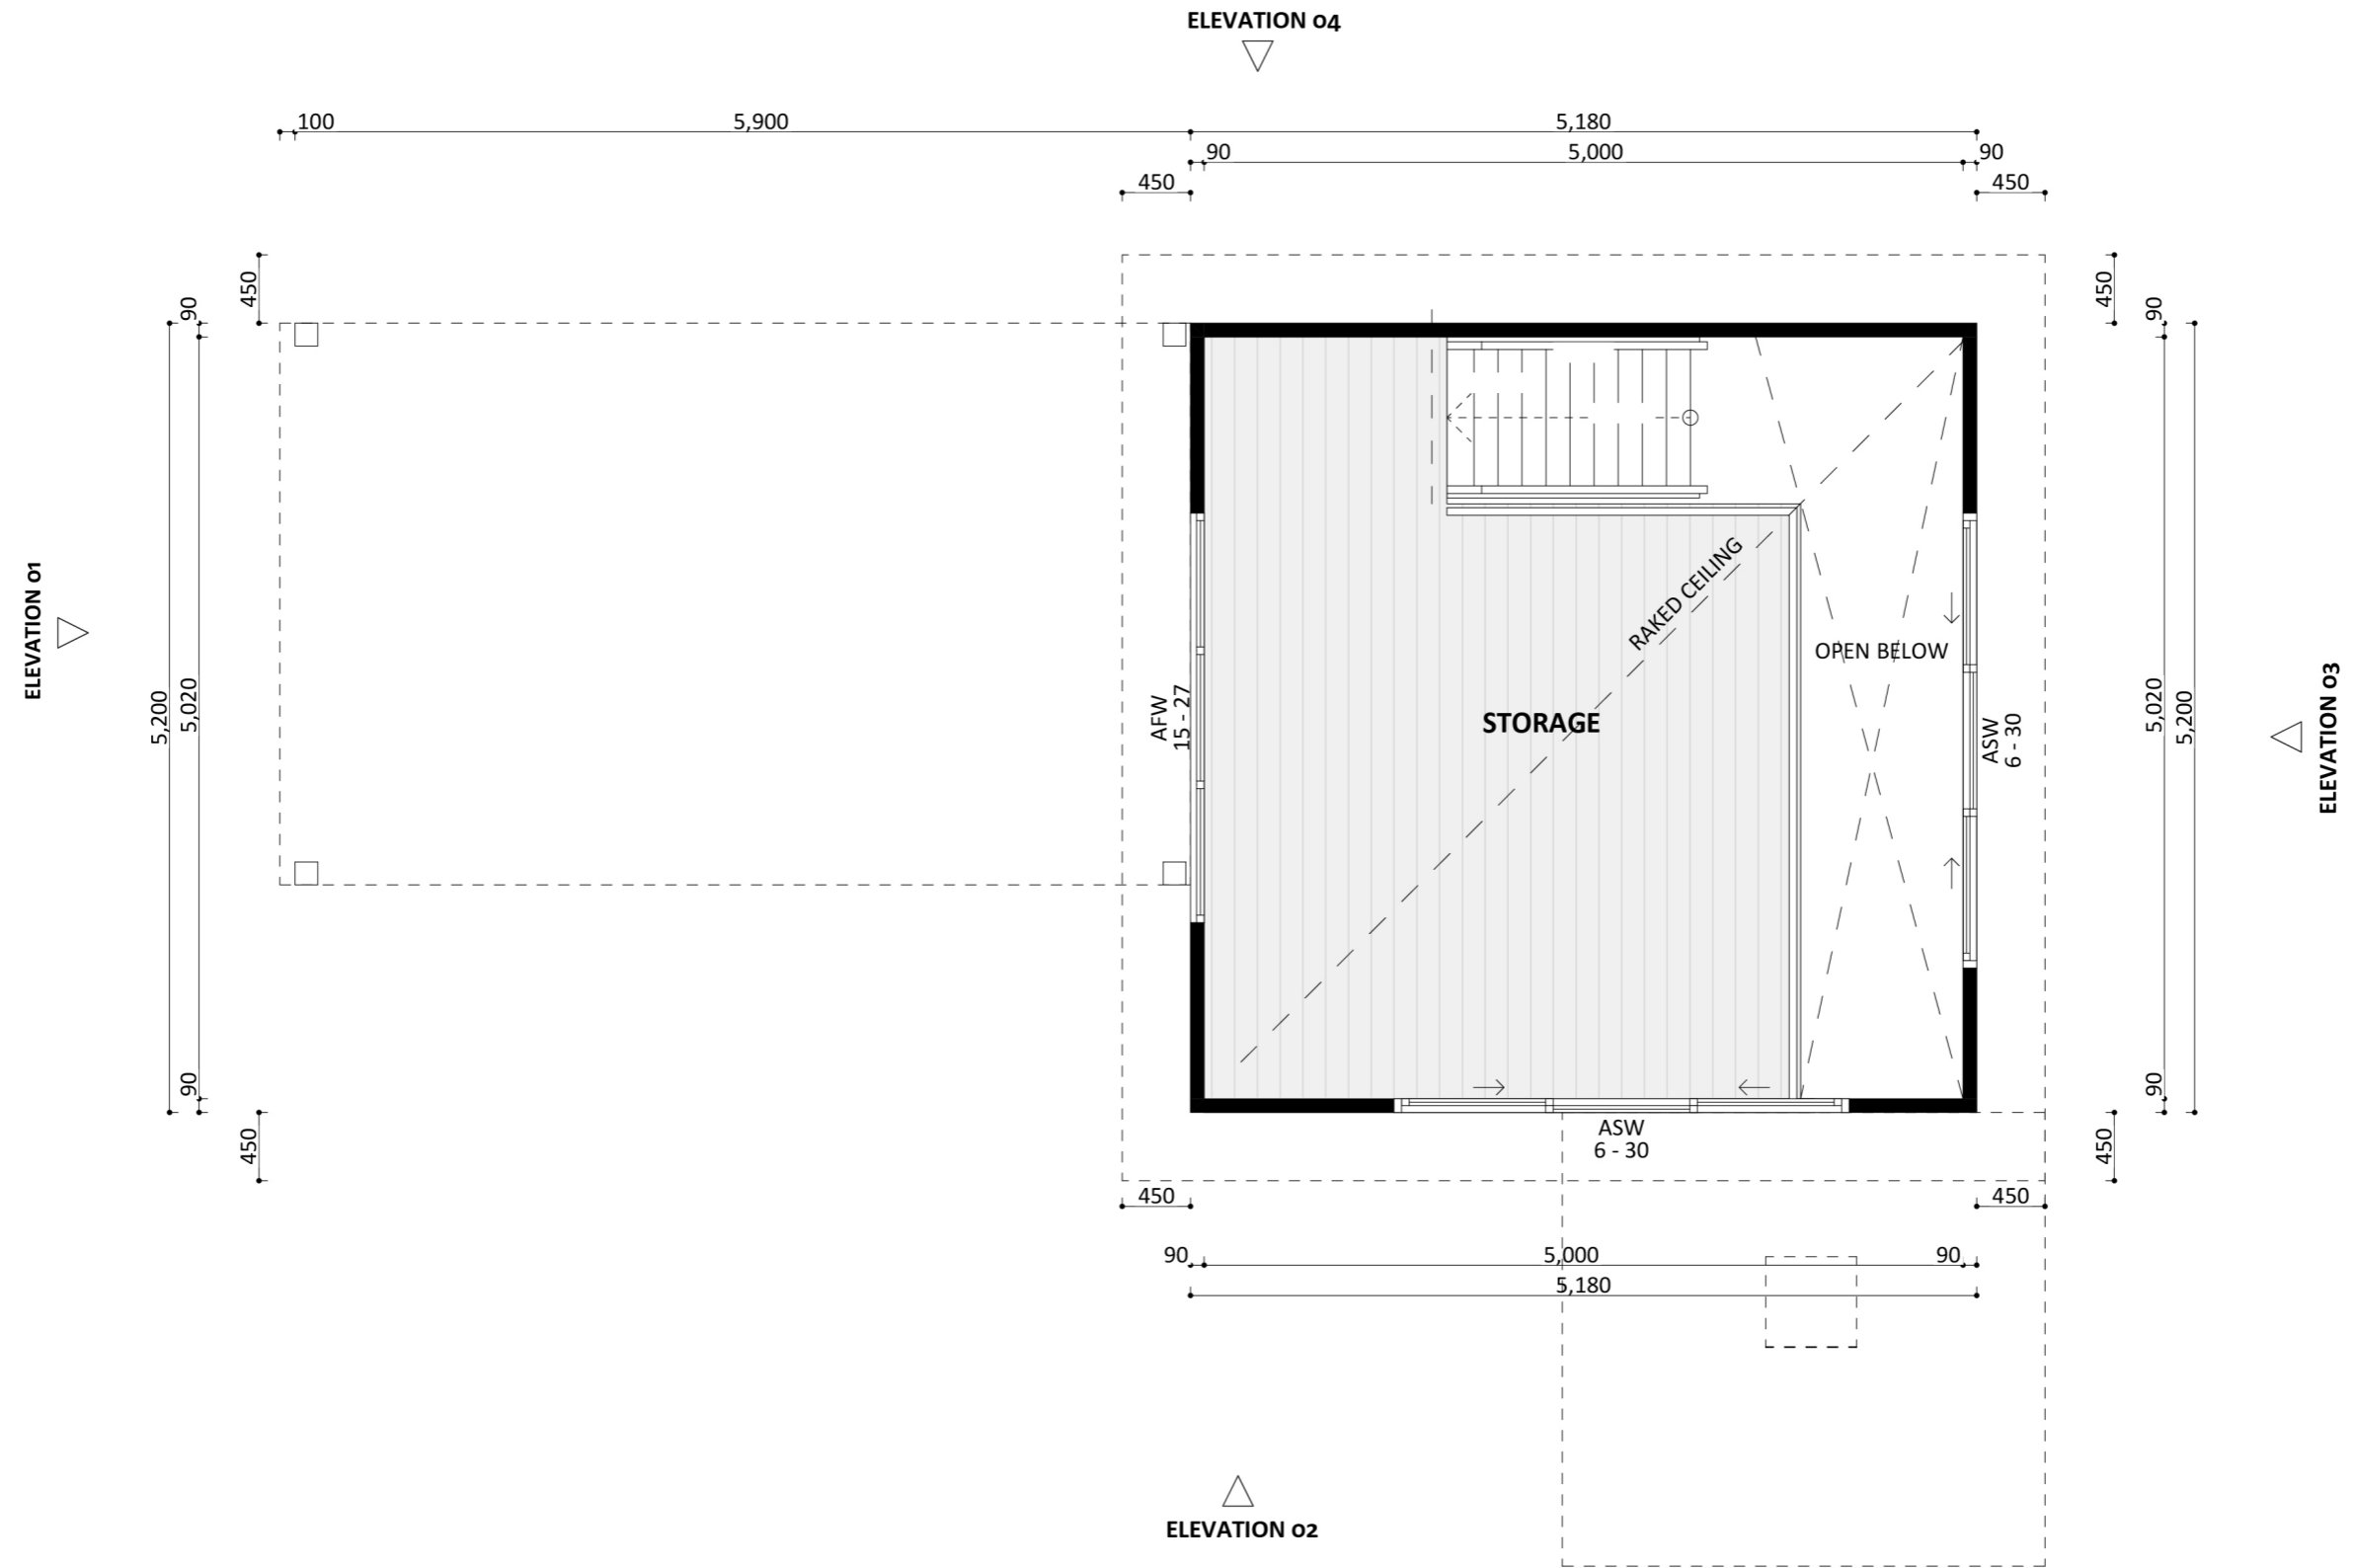 ELEVATION 04
100
5,900
5,180
90
5,000
90
450
450
450
90
450
90
ELEVATION 01
5,200
5,020
AFW
15 - 27
RAKED CEILING
OPEN BELOW
STORAGE
ASW
6 - 30
5,020
5,200
ELEVATION 03
90
450
90
450
ASW
6 - 30
450
450
90
5,000
90
5,180
ELEVATION 02